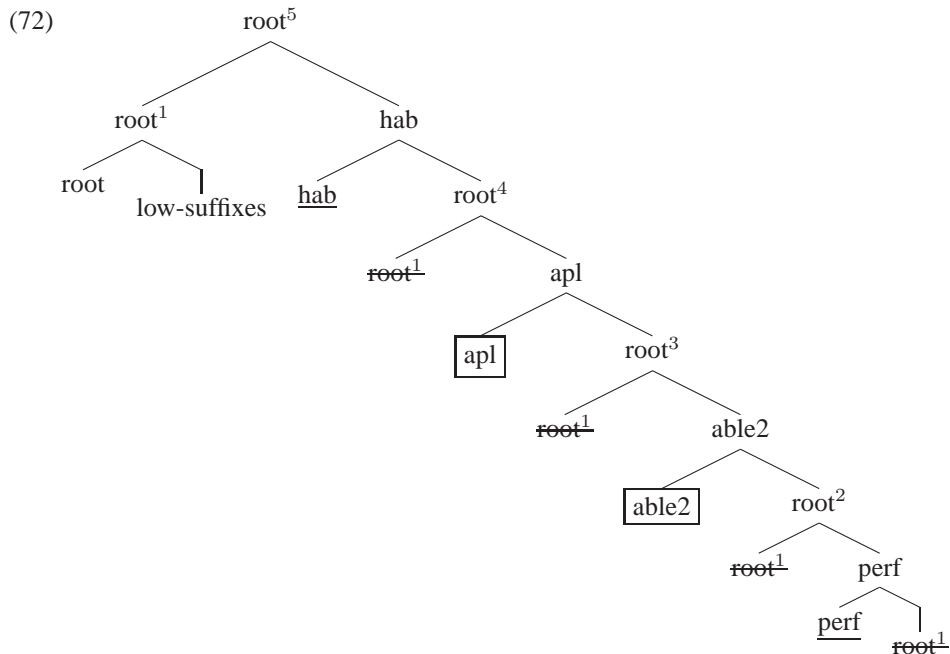 (72) root⁵
root¹ hab
root low-suffixes hab root⁴
root¹ apl
apl root³
root¹ able2
able2 root²
root¹ perf
perf root¹